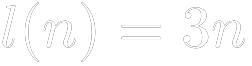 l(n) = 3n